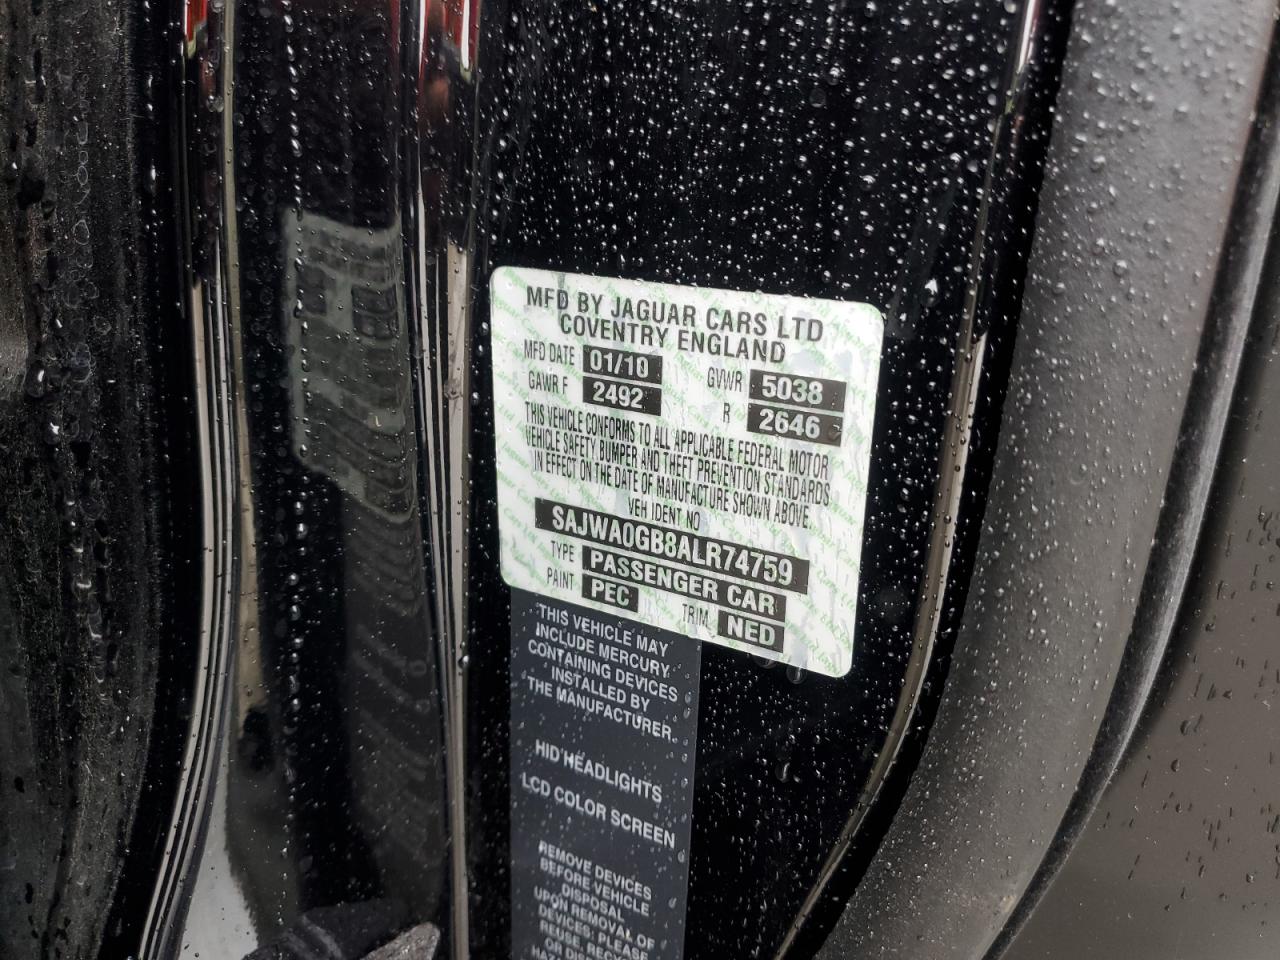 MFD BY JAGUAR CARS LTD
COVENTRY ENGLAND
MFD DATE 01/10 GVWR 5038
GAWR F 2492 R 2646
THIS VEHICLE CONFORMS TO ALL APPLICABLE FEDERAL MOTOR
VEHICLE SAFETY, BUMPER AND THEFT PREVENTION STANDARDS
IN EFFECT ON THE DATE OF MANUFACTURE SHOWN ABOVE.
VEH IDENT NO
SAJWA0GB8ALR74759
TYPE PASSENGER CAR
PAINT PEC TRIM NED
THIS VEHICLE MAY
INCLUDE MERCURY
CONTAINING DEVICES
INSTALLED BY
THE MANUFACTURER.
HID HEADLIGHTS
LCD COLOR SCREEN
REMOVE DEVICES
BEFORE VEHICLE
DISPOSAL
UPON REMOVAL OF
DEVICES, PLEASE
REUSE, RECYCLE